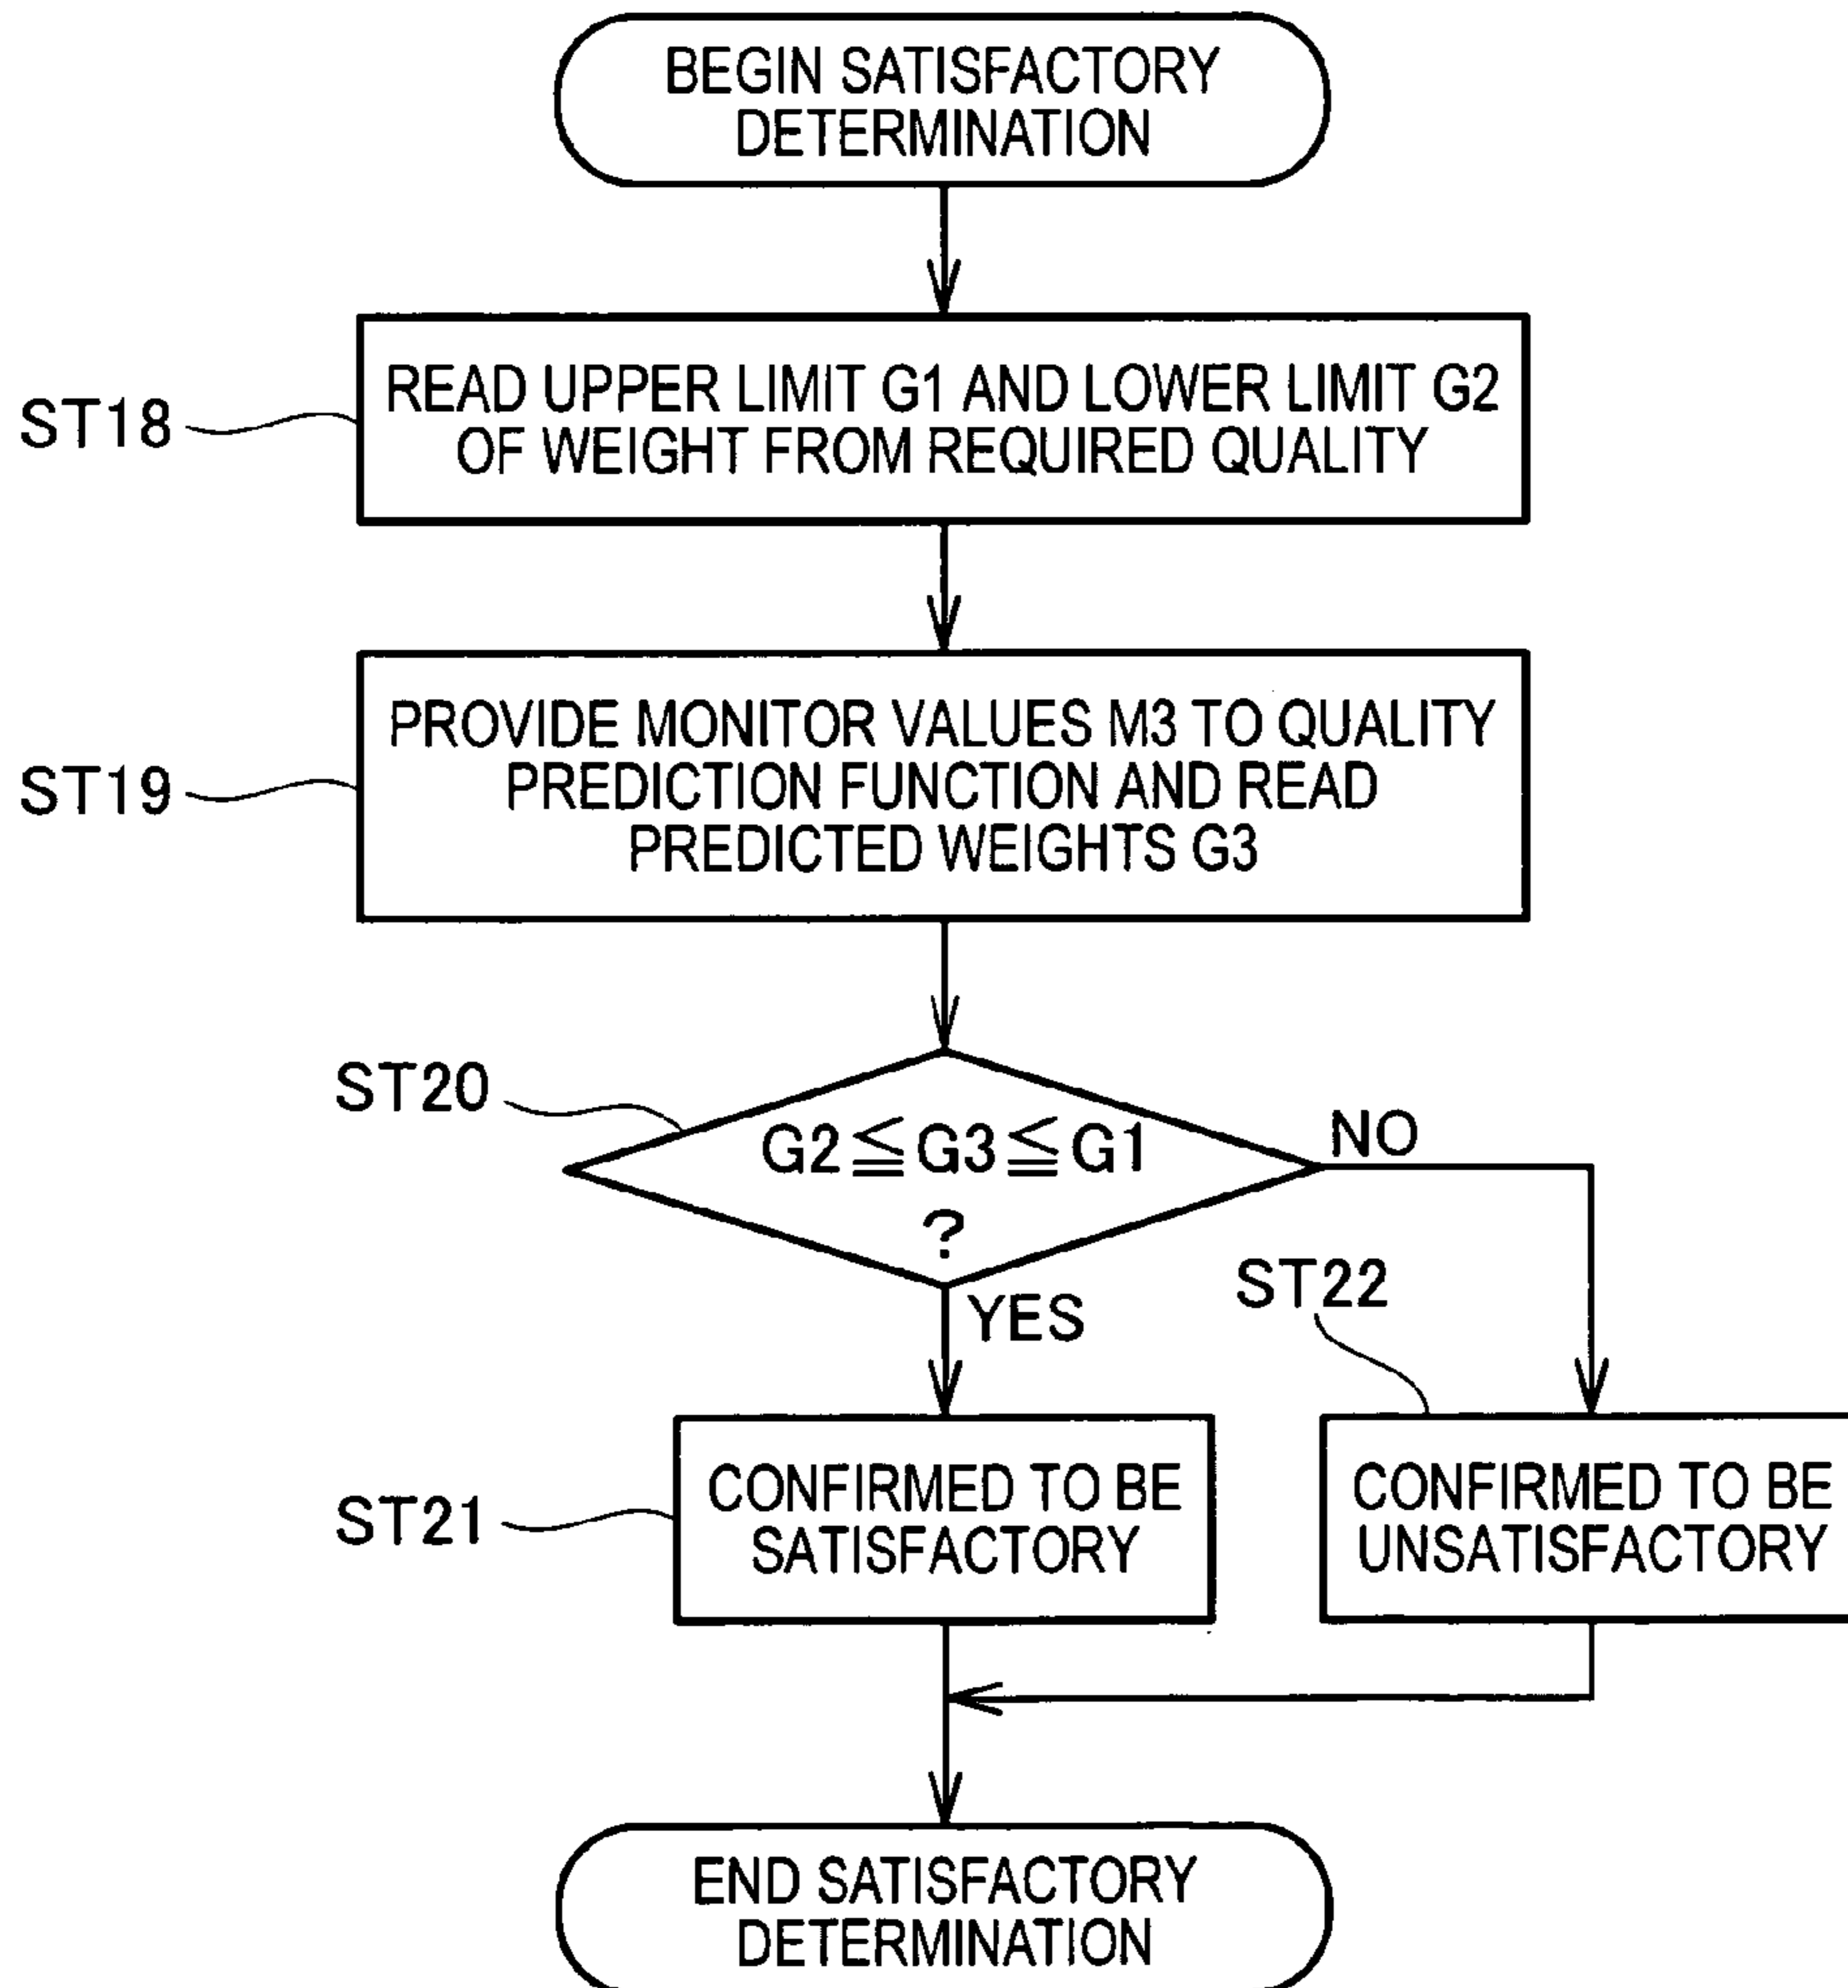 BEGIN SATISFACTORY
DETERMINATION
ST18
READ UPPER LIMIT G1 AND LOWER LIMIT G2
OF WEIGHT FROM REQUIRED QUALITY
ST19
PROVIDE MONITOR VALUES M3 TO QUALITY
PREDICTION FUNCTION AND READ
PREDICTED WEIGHTS G3
ST20
G2≦G3≦G1
?
NO
YES
ST22
ST21
CONFIRMED TO BE
SATISFACTORY
CONFIRMED TO BE
UNSATISFACTORY
END SATISFACTORY
DETERMINATION